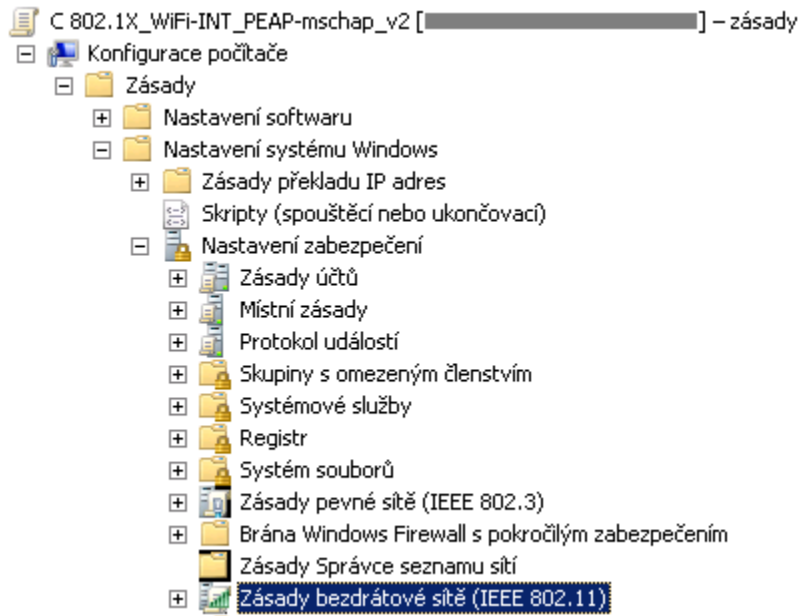 C 802.1X_WiFi-INT_PEAP-mschap_v2 [ ] – zásady
Konfigurace počítače
Zásady
Nastavení softwaru
Nastavení systému Windows
Zásady překladu IP adres
Skripty (spouštěcí nebo ukončovací)
Nastavení zabezpečení
Zásady účtů
Místní zásady
Protokol událostí
Skupiny s omezeným členstvím
Systémové služby
Registr
Systém souborů
Zásady pevné sítě (IEEE 802.3)
Brána Windows Firewall s pokročilým zabezpečením
Zásady Správce seznamu sítí
Zásady bezdrátové sítě (IEEE 802.11)